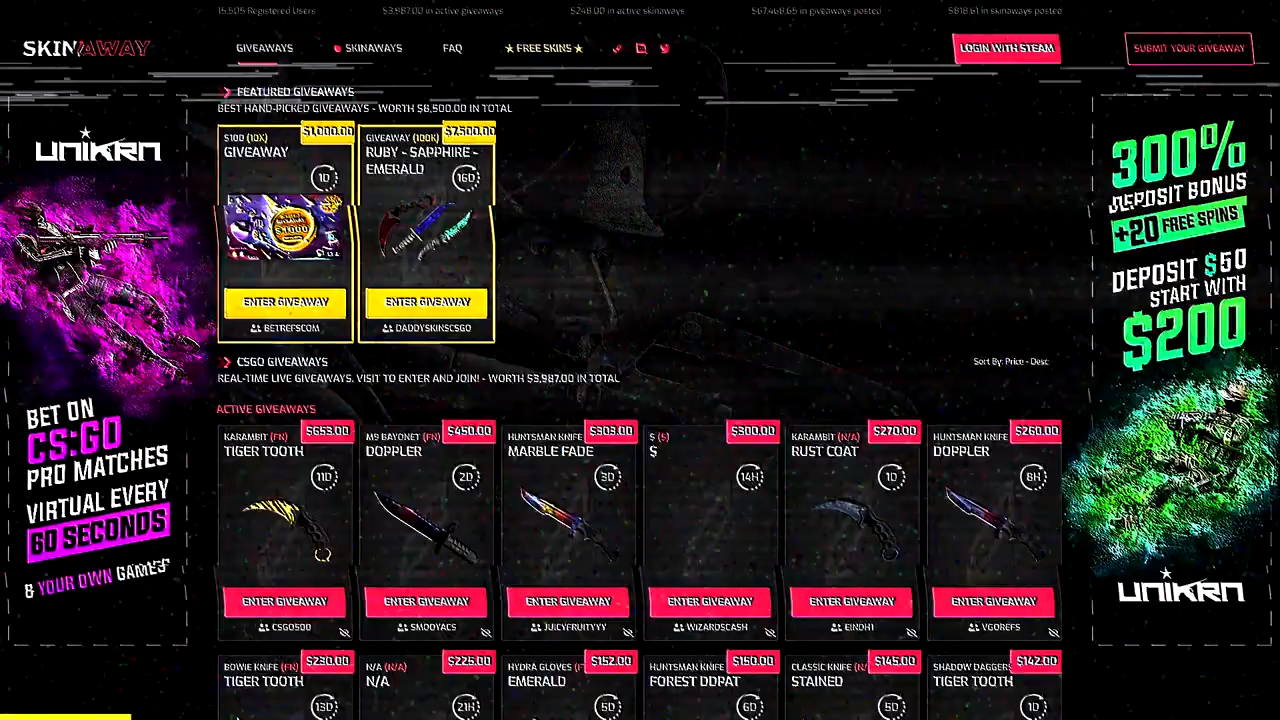 15,505 Registered Users
$3,987.00 in active giveaways
$248.00 in active skinaways
$67,468.65 in giveaways posted
$818.61 in skinaways posted
SKINAWAY
GIVEAWAYS
SKINAWAYS
FAQ
★ FREE SKINS ★
LOGIN WITH STEAM
SUBMIT YOUR GIVEAWAY
FEATURED GIVEAWAYS
BEST HAND-PICKED GIVEAWAYS - WORTH $8,500.00 IN TOTAL
UNIKRN
BET ON
CS:GO
PRO MATCHES
VIRTUAL EVERY
60 SECONDS
& YOUR OWN GAMES
$1,000.00
$100 (10X)
GIVEAWAY
1D
ENTER GIVEAWAY
BETREFSCOM
$7,500.00
GIVEAWAY (100K)
RUBY - SAPPHIRE -
EMERALD
16D
ENTER GIVEAWAY
DADDYSKINSCSGO
300%
DEPOSIT BONUS
+20 FREE SPINS
DEPOSIT $50
START WITH
$200
UNIKRN
CSGO GIVEAWAYS
Sort By: Price - Desc
REAL-TIME LIVE GIVEAWAYS. VISIT TO ENTER AND JOIN! - WORTH $3,987.00 IN TOTAL
ACTIVE GIVEAWAYS
$653.00
KARAMBIT (FN)
TIGER TOOTH
11D
ENTER GIVEAWAY
CSGO500
$450.00
M9 BAYONET (FN)
DOPPLER
2D
ENTER GIVEAWAY
SMOOYACS
$303.00
HUNTSMAN KNIFE
MARBLE FADE
3D
ENTER GIVEAWAY
JUICYFRUITYYY
$300.00
$ (5)
$
14H
ENTER GIVEAWAY
WIZARDSCASH
$270.00
KARAMBIT (N/A)
RUST COAT
1D
ENTER GIVEAWAY
EINDH1
$260.00
HUNTSMAN KNIFE
DOPPLER
8H
ENTER GIVEAWAY
VGOREFS
$230.00
BOWIE KNIFE (FN)
TIGER TOOTH
13D
$225.00
N/A (N/A)
N/A
21H
$152.00
HYDRA GLOVES (F
EMERALD
5D
$150.00
HUNTSMAN KNIFE
FOREST DDPAT
6D
$145.00
CLASSIC KNIFE (N/
STAINED
5D
$142.00
SHADOW DAGGERS
TIGER TOOTH
1D